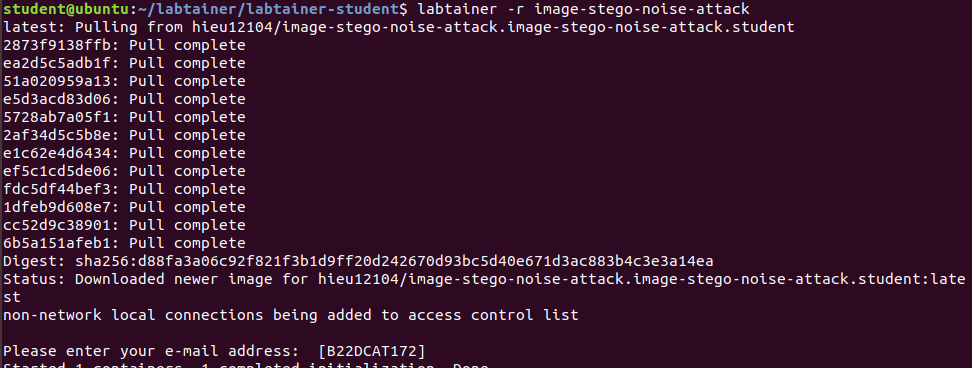 student@ubuntu:~/labtainer/labtainer-student$ labtainer -r image-stego-noise-attack
latest: Pulling from hieu12104/image-stego-noise-attack.image-stego-noise-attack.student
2873f9138ffb: Pull complete
ea2d5c5adb1f: Pull complete
51a020959a13: Pull complete
e5d3acd83d06: Pull complete
5728ab7a05f1: Pull complete
2af34d5c5b8e: Pull complete
e1c62e4d6434: Pull complete
ef5c1cd5de06: Pull complete
fdc5df44bef3: Pull complete
1dfeb9d608e7: Pull complete
cc52d9c38901: Pull complete
6b5a151afeb1: Pull complete
Digest: sha256:d88fa3a06c92f821f3b1d9ff20d242670d93bc5d40e671d3ac883b4c3e3a14ea
Status: Downloaded newer image for hieu12104/image-stego-noise-attack.image-stego-noise-attack.student:late
st
non-network local connections being added to access control list
Please enter your e-mail address:  [B22DCAT172]
Started 1 containers, 1 completed initialization. Done.